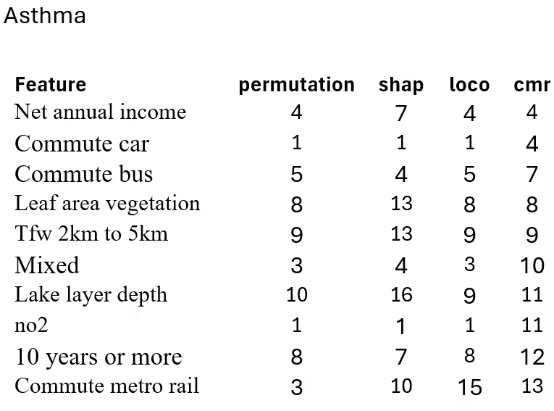 Asthma
Feature permutation shap loco cmr
Net annual income 4 7 4 4
Commute car 1 1 1 4
Commute bus 5 4 5 7
Leaf area vegetation 8 13 8 8
Tfw 2km to 5km 9 13 9 9
Mixed 3 4 3 10
Lake layer depth 10 16 9 11
no2 1 1 1 11
10 years or more 8 7 8 12
Commute metro rail 3 10 15 13